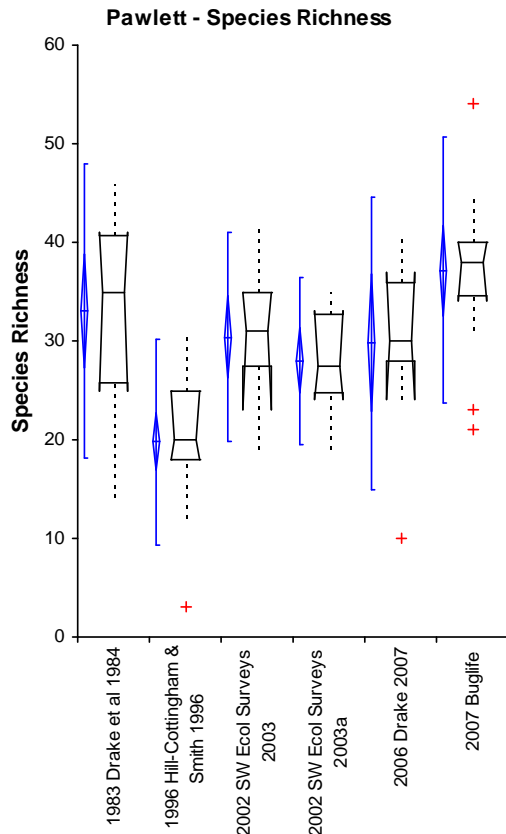 Pawlett - Species Richness
Species Richness
60
50
40
30
20
10
0
1983 Drake et al 1984
1996 Hill-Cottingham &
Smith 1996
2002 SW Ecol Surveys
2003
2002 SW Ecol Surveys
2003a
2006 Drake 2007
2007 Buglife